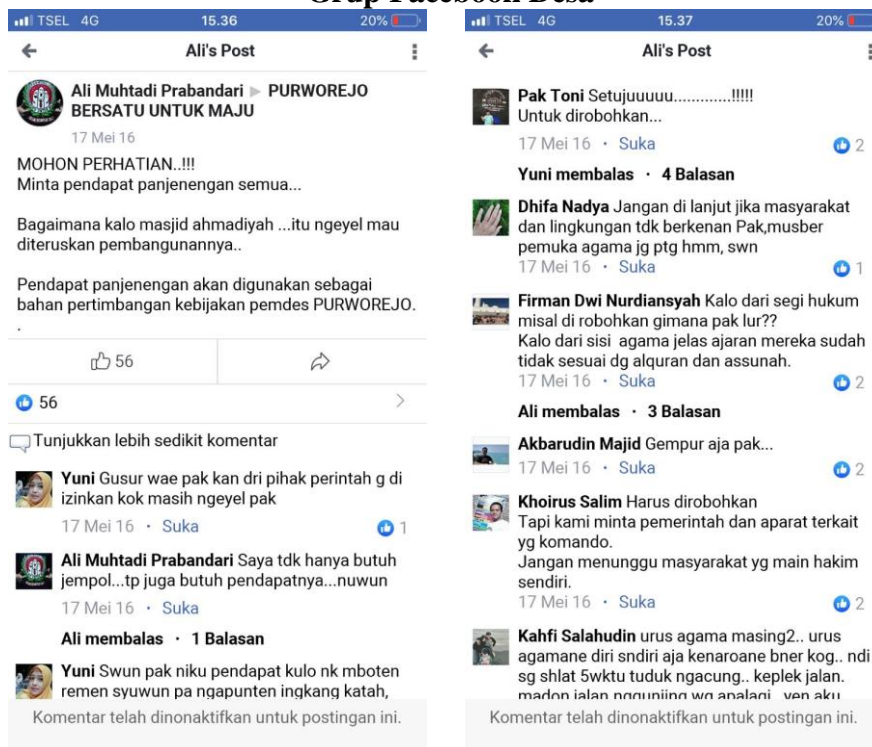 Grup Facebook Desa
TSEL 4G 15.36 20%
Ali's Post
Ali Muhtadi Prabandari ▶ PURWOREJO
BERSATU UNTUK MAJU
17 Mei 16
MOHON PERHATIAN..!!!
Minta pendapat panjenengan semua...
Bagaimana kalo masjid ahmadiyah ...itu ngeyel mau
diteruskan pembangunannya..
Pendapat panjenengan akan digunakan sebagai
bahan pertimbangan kebijakan pemdes PURWOREJO.
.
56
56
Tunjukkan lebih sedikit komentar
Yuni Gusur wae pak kan dri pihak perintah g di
izinkan kok masih ngeyel pak
17 Mei 16 · Suka 1
Ali Muhtadi Prabandari Saya tdk hanya butuh
jempol...tp juga butuh pendapatnya...nuwun
17 Mei 16 · Suka
Ali membalas · 1 Balasan
Yuni Swun pak niku pendapat kulo nk mboten
remen syuwun pa ngapunten ingkang katah,
Komentar telah dinonaktifkan untuk postingan ini.
TSEL 4G 15.37 20%
Ali's Post
Pak Toni Setujuuuuu.............!!!!!
Untuk dirobohkan...
17 Mei 16 · Suka 2
Yuni membalas · 4 Balasan
Dhifa Nadya Jangan di lanjut jika masyarakat
dan lingkungan tdk berkenan Pak,musber
pemuka agama jg ptg hmm, swn
17 Mei 16 · Suka 1
Firman Dwi Nurdiansyah Kalo dari segi hukum
misal di robohkan gimana pak lur??
Kalo dari sisi agama jelas ajaran mereka sudah
tidak sesuai dg alquran dan assunah.
17 Mei 16 · Suka 2
Ali membalas · 3 Balasan
Akbarudin Majid Gempur aja pak...
17 Mei 16 · Suka 2
Khoirus Salim Harus dirobohkan
Tapi kami minta pemerintah dan aparat terkait
yg komando.
Jangan menunggu masyarakat yg main hakim
sendiri.
17 Mei 16 · Suka 2
Kahfi Salahudin urus agama masing2.. urus
agamane diri sndiri aja kenaroane bner kog.. ndi
sg shlat 5wktu tuduk ngacung.. keplek jalan.
madon jalan nggunjing wg apalagi.. yen aku
Komentar telah dinonaktifkan untuk postingan ini.